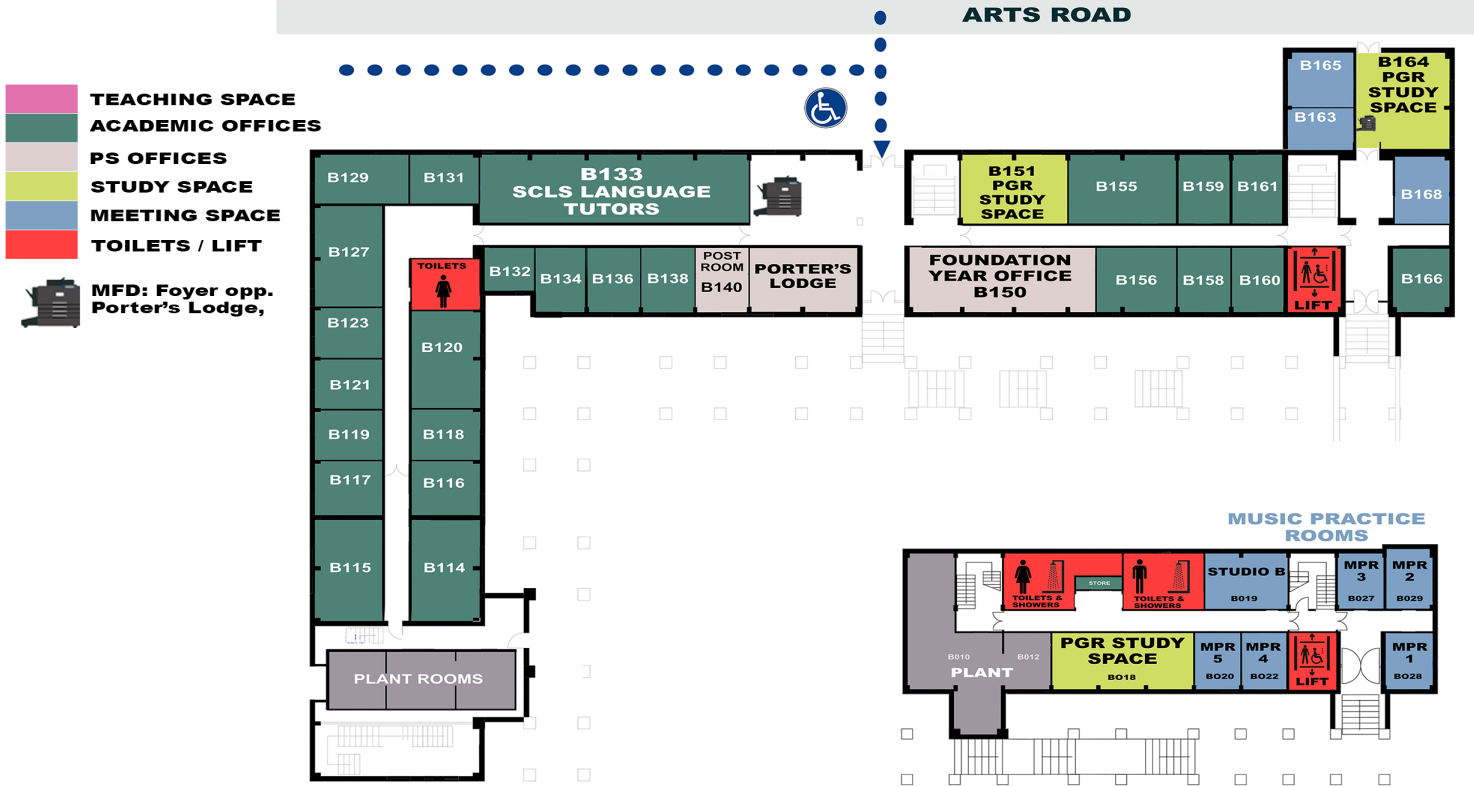 ARTS ROAD
TEACHING SPACE
ACADEMIC OFFICES
PS OFFICES
STUDY SPACE
MEETING SPACE
TOILETS / LIFT
MFD: Foyer opp.
Porter's Lodge,
B165
B163
B164
PGR
STUDY
SPACE
B129
B131
B133
SCLS LANGUAGE
TUTORS
B151
PGR
STUDY
SPACE
B155
B159
B161
B168
B127
TOILETS
B132
B134
B136
B138
POST
ROOM
B140
PORTER'S
LODGE
FOUNDATION
YEAR OFFICE
B150
B156
B158
B160
LIFT
B166
B123
B120
B121
B119
B118
B117
B116
B115
B114
PLANT ROOMS
MUSIC PRACTICE
ROOMS
TOILETS &
SHOWERS
STORE
TOILETS &
SHOWERS
STUDIO B
B019
MPR
3
B027
MPR
2
B029
B010
B012
PLANT
PGR STUDY
SPACE
BO18
MPR
5
BO20
MPR
4
BO22
LIFT
MPR
1
BO28